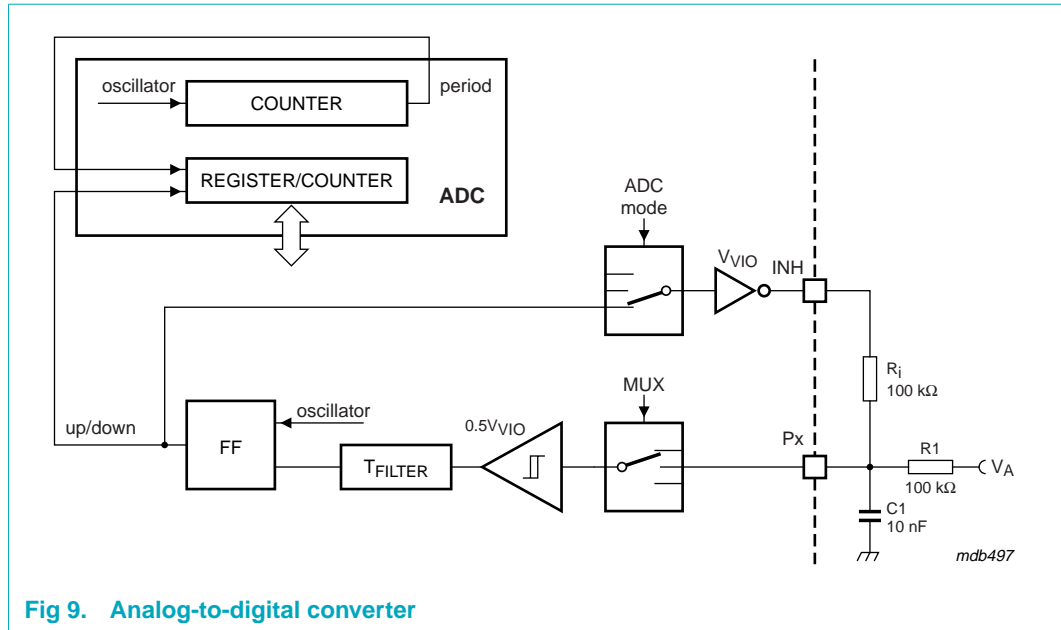 oscillator
COUNTER
period
REGISTER/COUNTER
ADC
ADC
mode
VVIO
INH
Ri
100 kΩ
MUX
oscillator
0.5VVIO
up/down
FF
TFILTER
Px
R1
VA
100 kΩ
C1
10 nF
mdb497
Fig 9. Analog-to-digital converter